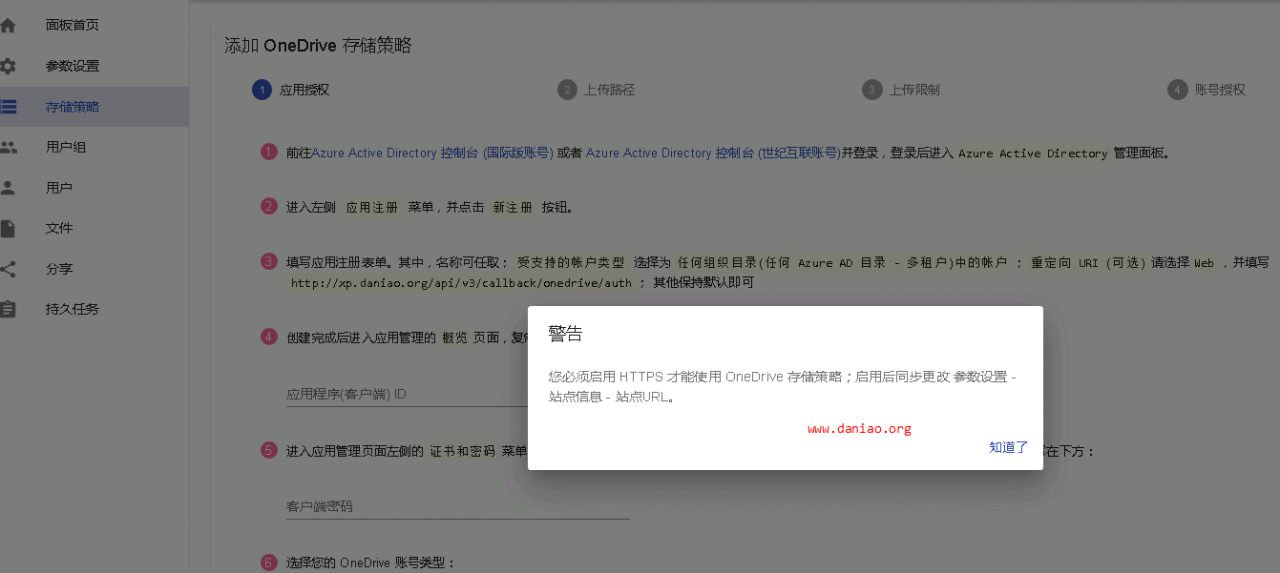 面板首页
参数设置
存储策略
用户组
用户
文件
分享
持久任务
添加 OneDrive 存储策略
1 应用授权
2 上传路径
3 上传限制
4 账号授权
1 前往Azure Active Directory 控制台 (国际版账号) 或者 Azure Active Directory 控制台 (世纪互联账号)并登录，登录后进入 Azure Active Directory 管理面板。
2 进入左侧 应用注册 菜单，并点击 新注册 按钮。
3 填写应用注册表单。其中，名称可任取； 受支持的帐户类型 选择为 任何组织目录(任何 Azure AD 目录 - 多租户)中的帐户 ； 重定向 URI (可选) 请选择 Web ，并填写
http://xp.daniao.org/api/v3/callback/onedrive/auth ； 其他保持默认即可
4 创建完成后进入应用管理的 概览 页面，复
应用程序(客户端) ID
5 进入应用管理页面左侧的 证书和密码 菜单
在下方：
客户端密码
6 选择您的 OneDrive 账号类型：
警告
您必须启用 HTTPS 才能使用 OneDrive 存储策略；启用后同步更改 参数设置 -
站点信息 - 站点URL。
www.daniao.org
知道了